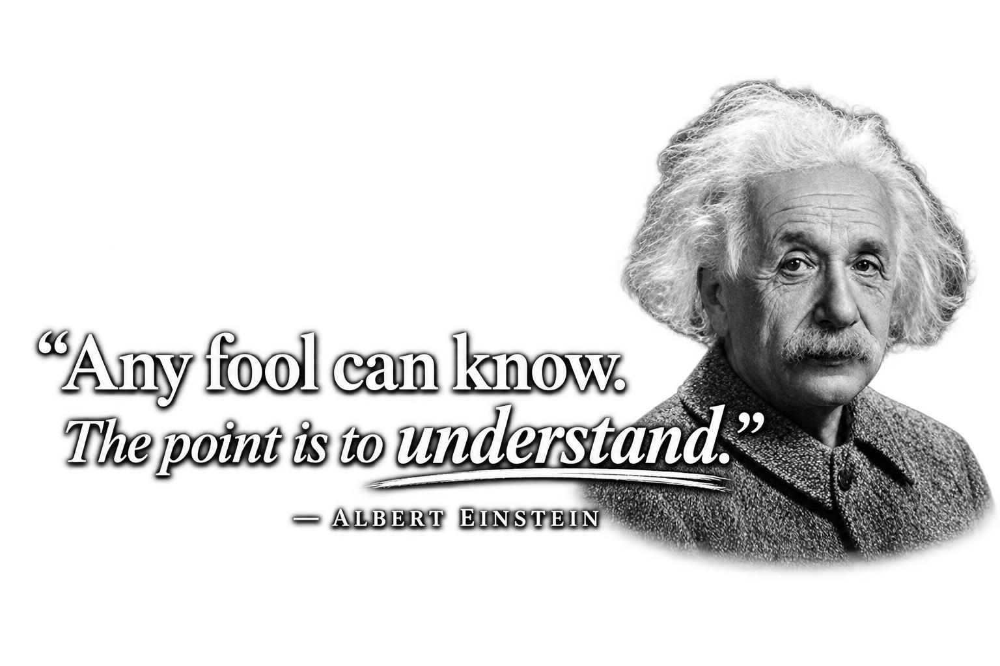 “Any fool can know.
The point is to understand.”
— Albert Einstein